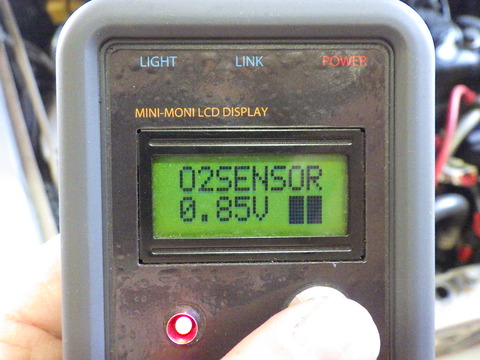 LIGHT LINK POWER
MINI-MONI LCD DISPLAY
O2SENSOR
0.85V